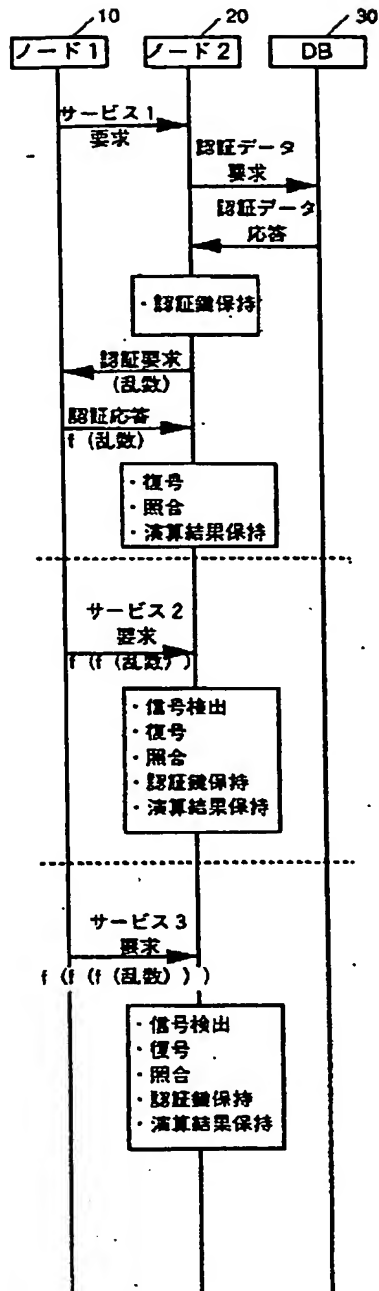 10
20
30
ノード1
ノード2
DB
サービス1
要求
認証データ
要求
認証データ
応答
・認証鍵保持
認証要求
(乱数)
認証応答
f (乱数)
・復号
・照合
・演算結果保持
サービス2
要求
f (f (乱数) )
・信号検出
・復号
・照合
・認証鍵保持
・演算結果保持
サービス3
要求
f (f (f (乱数) ) )
・信号検出
・復号
・照合
・認証鍵保持
・演算結果保持